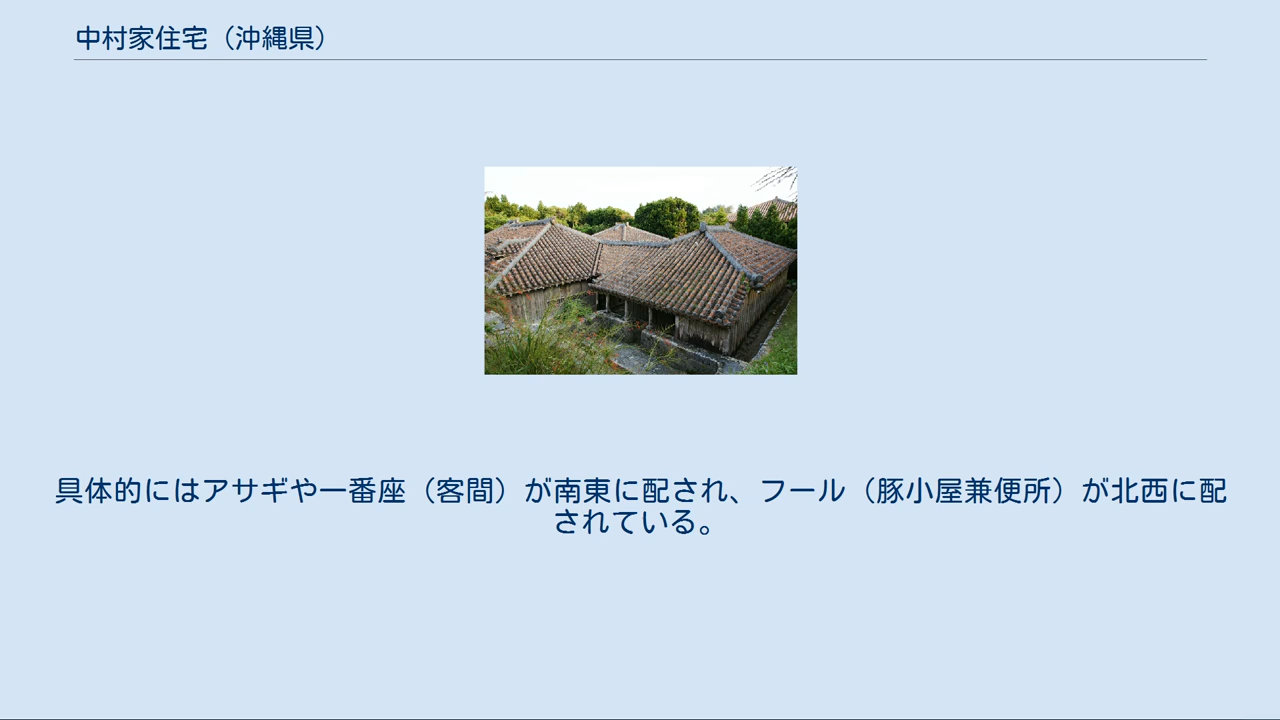 中村家住宅（沖縄県）
具体的にはアサギや一番座（客間）が南東に配され、フール（豚小屋兼便所）が北西に配
されている。